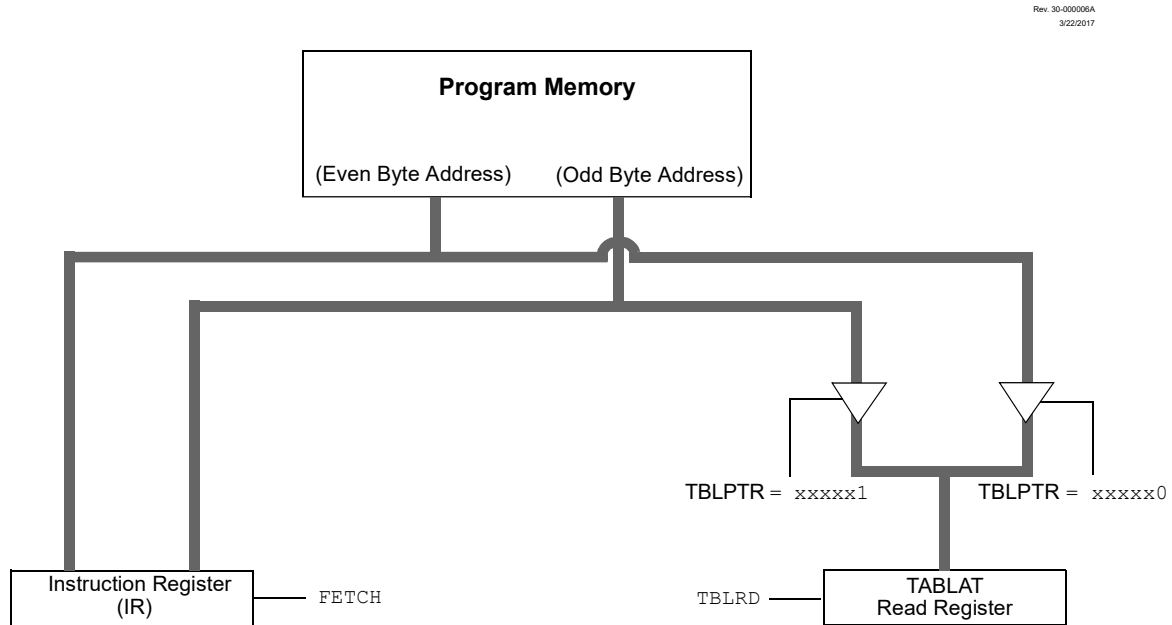 Rev. 30-000006A
3/22/2017
Program Memory
(Even Byte Address)
(Odd Byte Address)
TBLPTR = xxxxx1
TBLPTR = xxxxx0
Instruction Register
(IR)
FETCH
TBLRD
TABLAT
Read Register